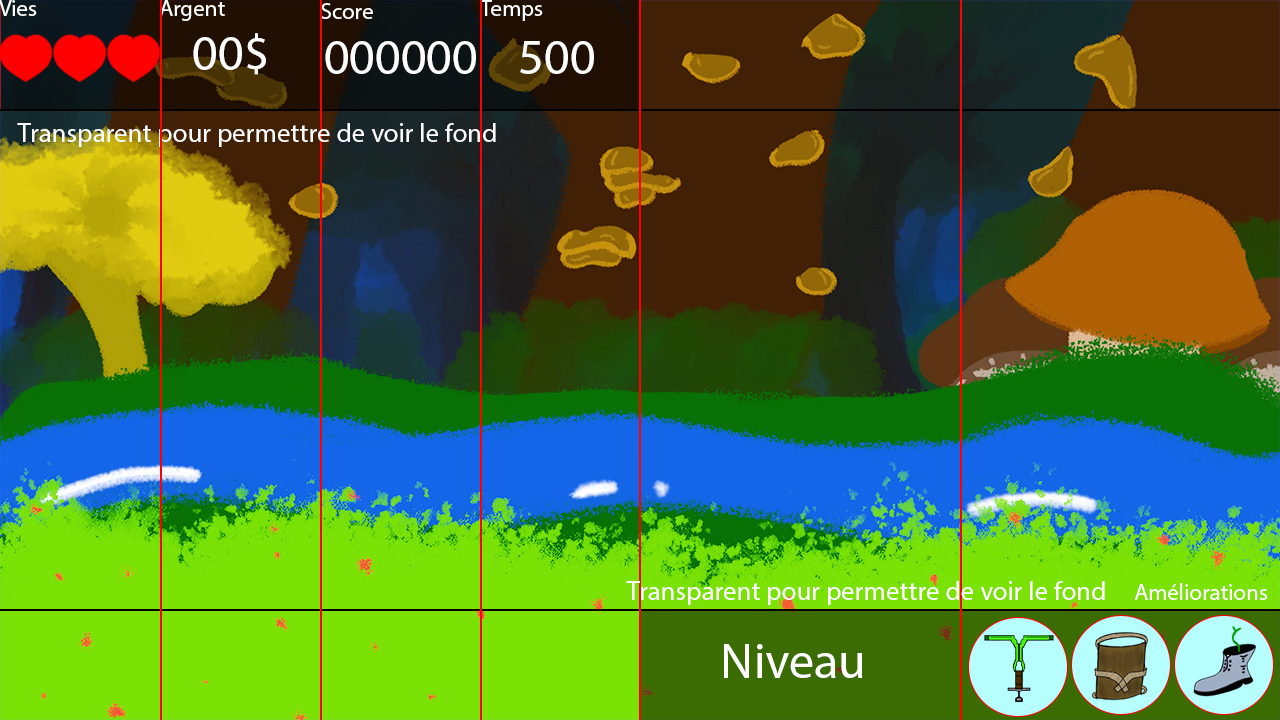 Vies
Argent
Score
Temps
00$
000000
500
Transparent pour permettre de voir le fond
Transparent pour permettre de voir le fond
Améliorations
Niveau